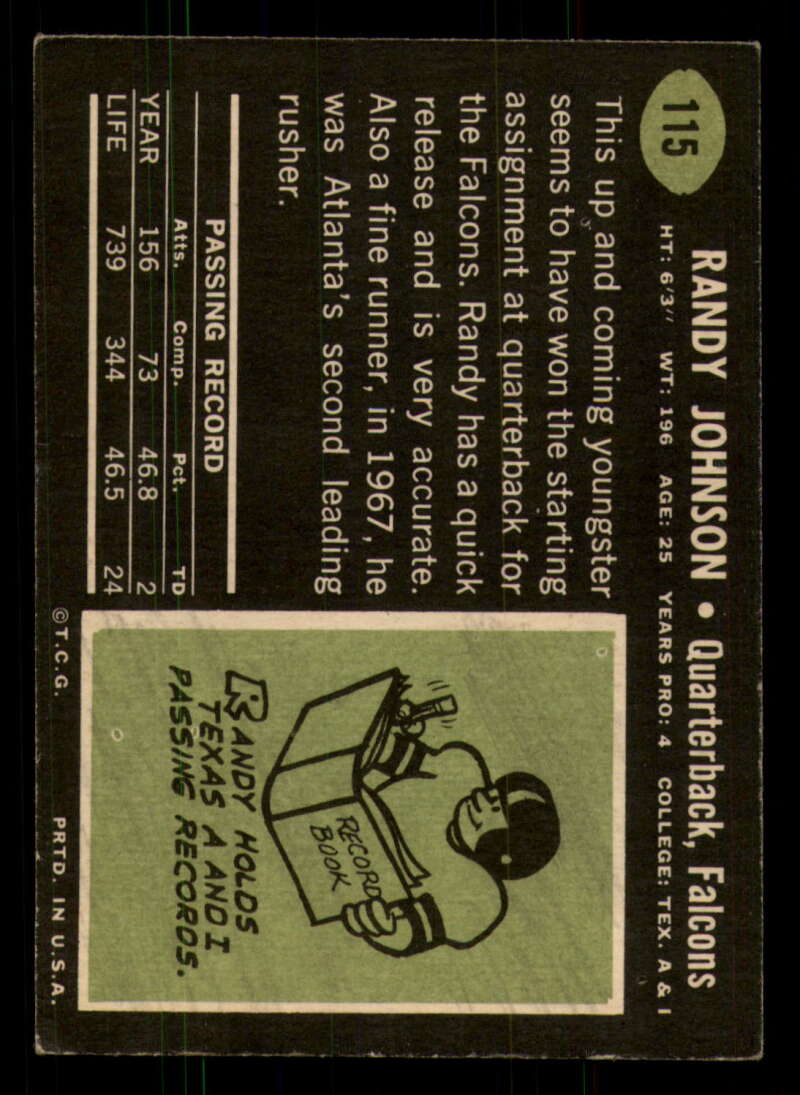 115
RANDY JOHNSON • Quarterback, Falcons
HT: 6'3" WT: 196 AGE: 25 YEARS PRO: 4 COLLEGE: TEX. A & I
This up and coming youngster
seems to have won the starting
assignment at quarterback for
the Falcons. Randy has a quick
release and is very accurate.
Also a fine runner, in 1967, he
was Atlanta's second leading
rusher.
PASSING RECORD
Atts. Comp. Pct. TD
YEAR 156 73 46.8 2
LIFE 739 344 46.5 24
RECORD
BOOK
RANDY HOLDS
TEXAS A AND I
PASSING RECORDS.
©T.C.G. PRTD. IN U.S.A.